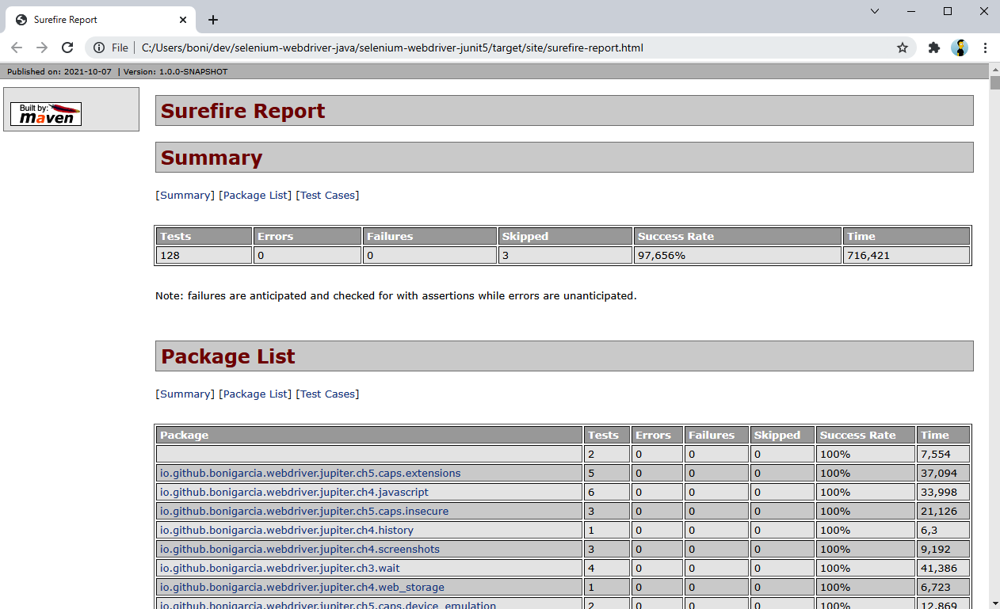 Surefire Report
File | C:/Users/boni/dev/selenium-webdriver-java/selenium-webdriver-junit5/target/site/surefire-report.html
Published on: 2021-10-07 | Version: 1.0.0-SNAPSHOT
Built by:
maven
Surefire Report
Summary
[Summary] [Package List] [Test Cases]
Tests Errors Failures Skipped Success Rate Time
128 0 0 3 97,656% 716,421
Note: failures are anticipated and checked for with assertions while errors are unanticipated.
Package List
[Summary] [Package List] [Test Cases]
Package Tests Errors Failures Skipped Success Rate Time
2 0 0 0 100% 7,554
io.github.bonigarcia.webdriver.jupiter.ch5.caps.extensions 5 0 0 0 100% 37,094
io.github.bonigarcia.webdriver.jupiter.ch4.javascript 6 0 0 0 100% 33,998
io.github.bonigarcia.webdriver.jupiter.ch5.caps.insecure 3 0 0 0 100% 21,126
io.github.bonigarcia.webdriver.jupiter.ch4.history 1 0 0 0 100% 6,3
io.github.bonigarcia.webdriver.jupiter.ch4.screenshots 3 0 0 0 100% 9,192
io.github.bonigarcia.webdriver.jupiter.ch3.wait 4 0 0 0 100% 41,386
io.github.bonigarcia.webdriver.jupiter.ch4.web_storage 1 0 0 0 100% 6,723
io.github.bonigarcia.webdriver.jupiter.ch5.caps.device_emulation 2 0 0 0 100% 12,869